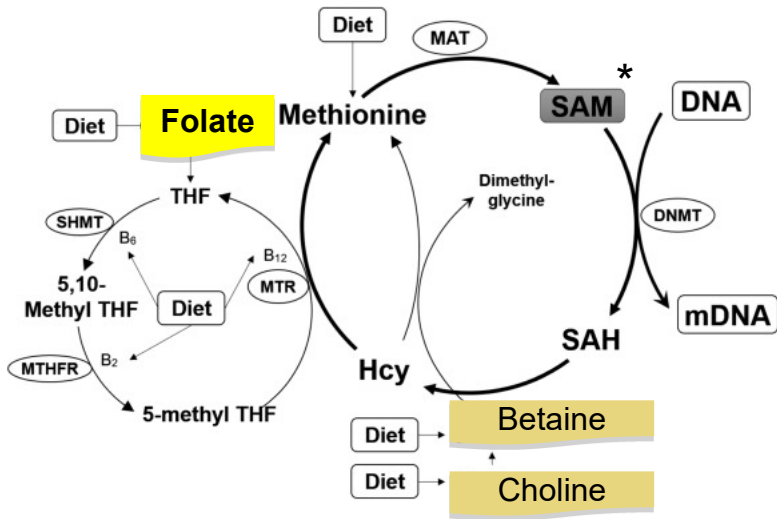 Diet
MAT
*
Diet
Folate
Methionine
SAM
DNA
THF
Dimethyl-
glycine
SHMT
B₆
B₁₂
DNMT
5,10-
Methyl THF
Diet
MTR
mDNA
SAH
MTHFR
B₂
Hcy
5-methyl THF
Diet
Betaine
Diet
Choline